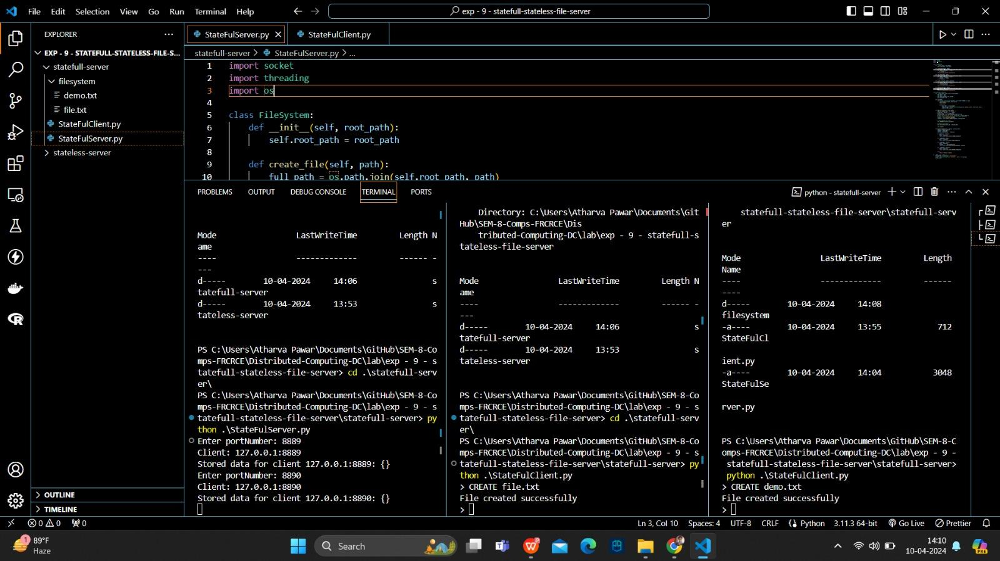 File Edit Selection View Go Run Terminal Help
exp - 9 - statefull-stateless-file-server
EXPLORER
EXP - 9 - STATEFULL-STATELESS-FILE-S...
statefull-server
filesystem
demo.txt
file.txt
StateFulClient.py
StateFulServer.py
stateless-server
OUTLINE
TIMELINE
StateFulServer.py
StateFulClient.py
statefull-server > StateFulServer.py > ...
1 import socket
2 import threading
3 import os
4
5 class FileSystem:
6 def __init__(self, root_path):
7 self.root_path = root_path
8
9 def create_file(self, path):
10 full_path = os.path.join(self.root_path, path)
PROBLEMS OUTPUT DEBUG CONSOLE TERMINAL PORTS
python - statefull-server
Mode LastWriteTime Length N
ame
---- ------------- ------ -
---
d----- 10-04-2024 14:06 s
tatefull-server
d----- 10-04-2024 13:53 s
tateless-server
PS C:\Users\Atharva Pawar\Documents\GitHub\SEM-8-Co
mps-FRCRCE\Distributed-Computing-DC\lab\exp - 9 - s
tatefull-stateless-file-server> cd .\statefull-serv
er\
PS C:\Users\Atharva Pawar\Documents\GitHub\SEM-8-Co
mps-FRCRCE\Distributed-Computing-DC\lab\exp - 9 - s
tatefull-stateless-file-server\statefull-server> py
thon .\StateFulServer.py
Enter portNumber: 8889
Client: 127.0.0.1:8889
Stored data for client 127.0.0.1:8889: {}
Enter portNumber: 8890
Client: 127.0.0.1:8890
Stored data for client 127.0.0.1:8890: {}
Directory: C:\Users\Atharva Pawar\Documents\Git
Hub\SEM-8-Comps-FRCRCE\Dis
tributed-Computing-DC\lab\exp - 9 - statefull-s
tateless-file-server
Mode LastWriteTime Length N
ame
---- ------------- ------ -
---
d----- 10-04-2024 14:06 s
tatefull-server
d----- 10-04-2024 13:53 s
tateless-server
PS C:\Users\Atharva Pawar\Documents\GitHub\SEM-8-Co
mps-FRCRCE\Distributed-Computing-DC\lab\exp - 9 - s
tatefull-stateless-file-server> cd .\statefull-serv
er\
PS C:\Users\Atharva Pawar\Documents\GitHub\SEM-8-Co
mps-FRCRCE\Distributed-Computing-DC\lab\exp - 9 - s
tatefull-stateless-file-server\statefull-server> py
thon .\StateFulClient.py
> CREATE file.txt
File created successfully
>
statefull-stateless-file-server\statefull-serv
er
Mode LastWriteTime Length
Name
---- ------------- ------
----
d----- 10-04-2024 14:08
filesystem
-a---- 10-04-2024 13:55 712
StateFulCl
ient.py
-a---- 10-04-2024 14:04 3048
StateFulSe
rver.py
PS C:\Users\Atharva Pawar\Documents\GitHub\SEM-8-C
omps-FRCRCE\Distributed-Computing-DC\lab\exp - 9 -
statefull-stateless-file-server\statefull-server>
python .\StateFulClient.py
> CREATE demo.txt
File created successfully
>
0 0 0
Ln 3, Col 10 Spaces: 4 UTF-8 CRLF Python 3.11.3 64-bit Go Live Prettier
1
89°F
Haze
Search
14:10
10-04-2024
PRE